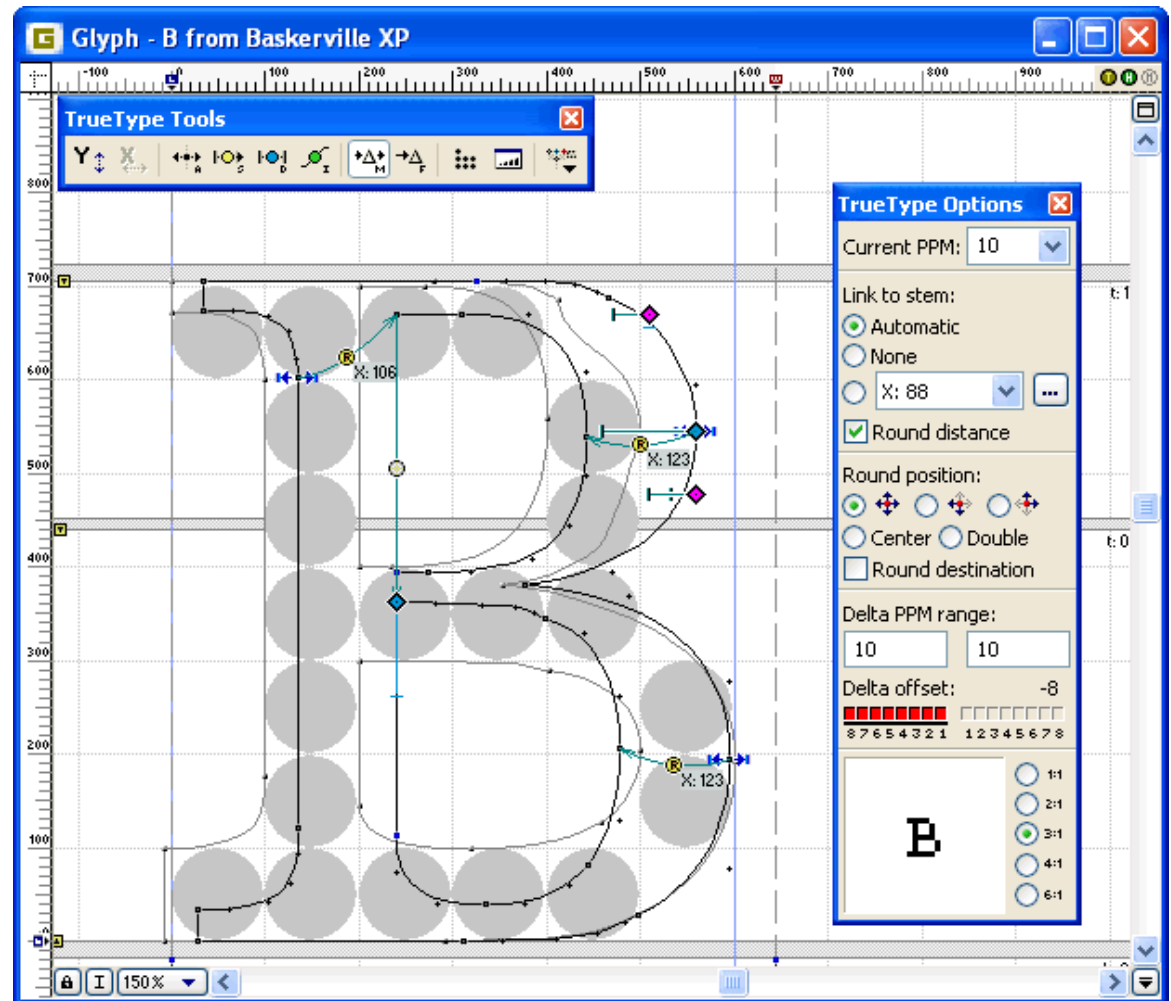 G Glyph - B from Baskerville XP
-100 0 100 200 300 400 500 600 700 800 900
TrueType Tools
Y X A S D I M F
800
700
600
500
400
300
200
100
0
X: 106
X: 123
X: 123
t: 1
t: 0
TrueType Options
Current PPM: 10
Link to stem:
Automatic
None
X: 88 ...
Round distance
Round position:
Center Double
Round destination
Delta PPM range:
10 10
Delta offset: -8
8 7 6 5 4 3 2 1 1 2 3 4 5 6 7 8
B
1:1
2:1
3:1
4:1
6:1
I 150%